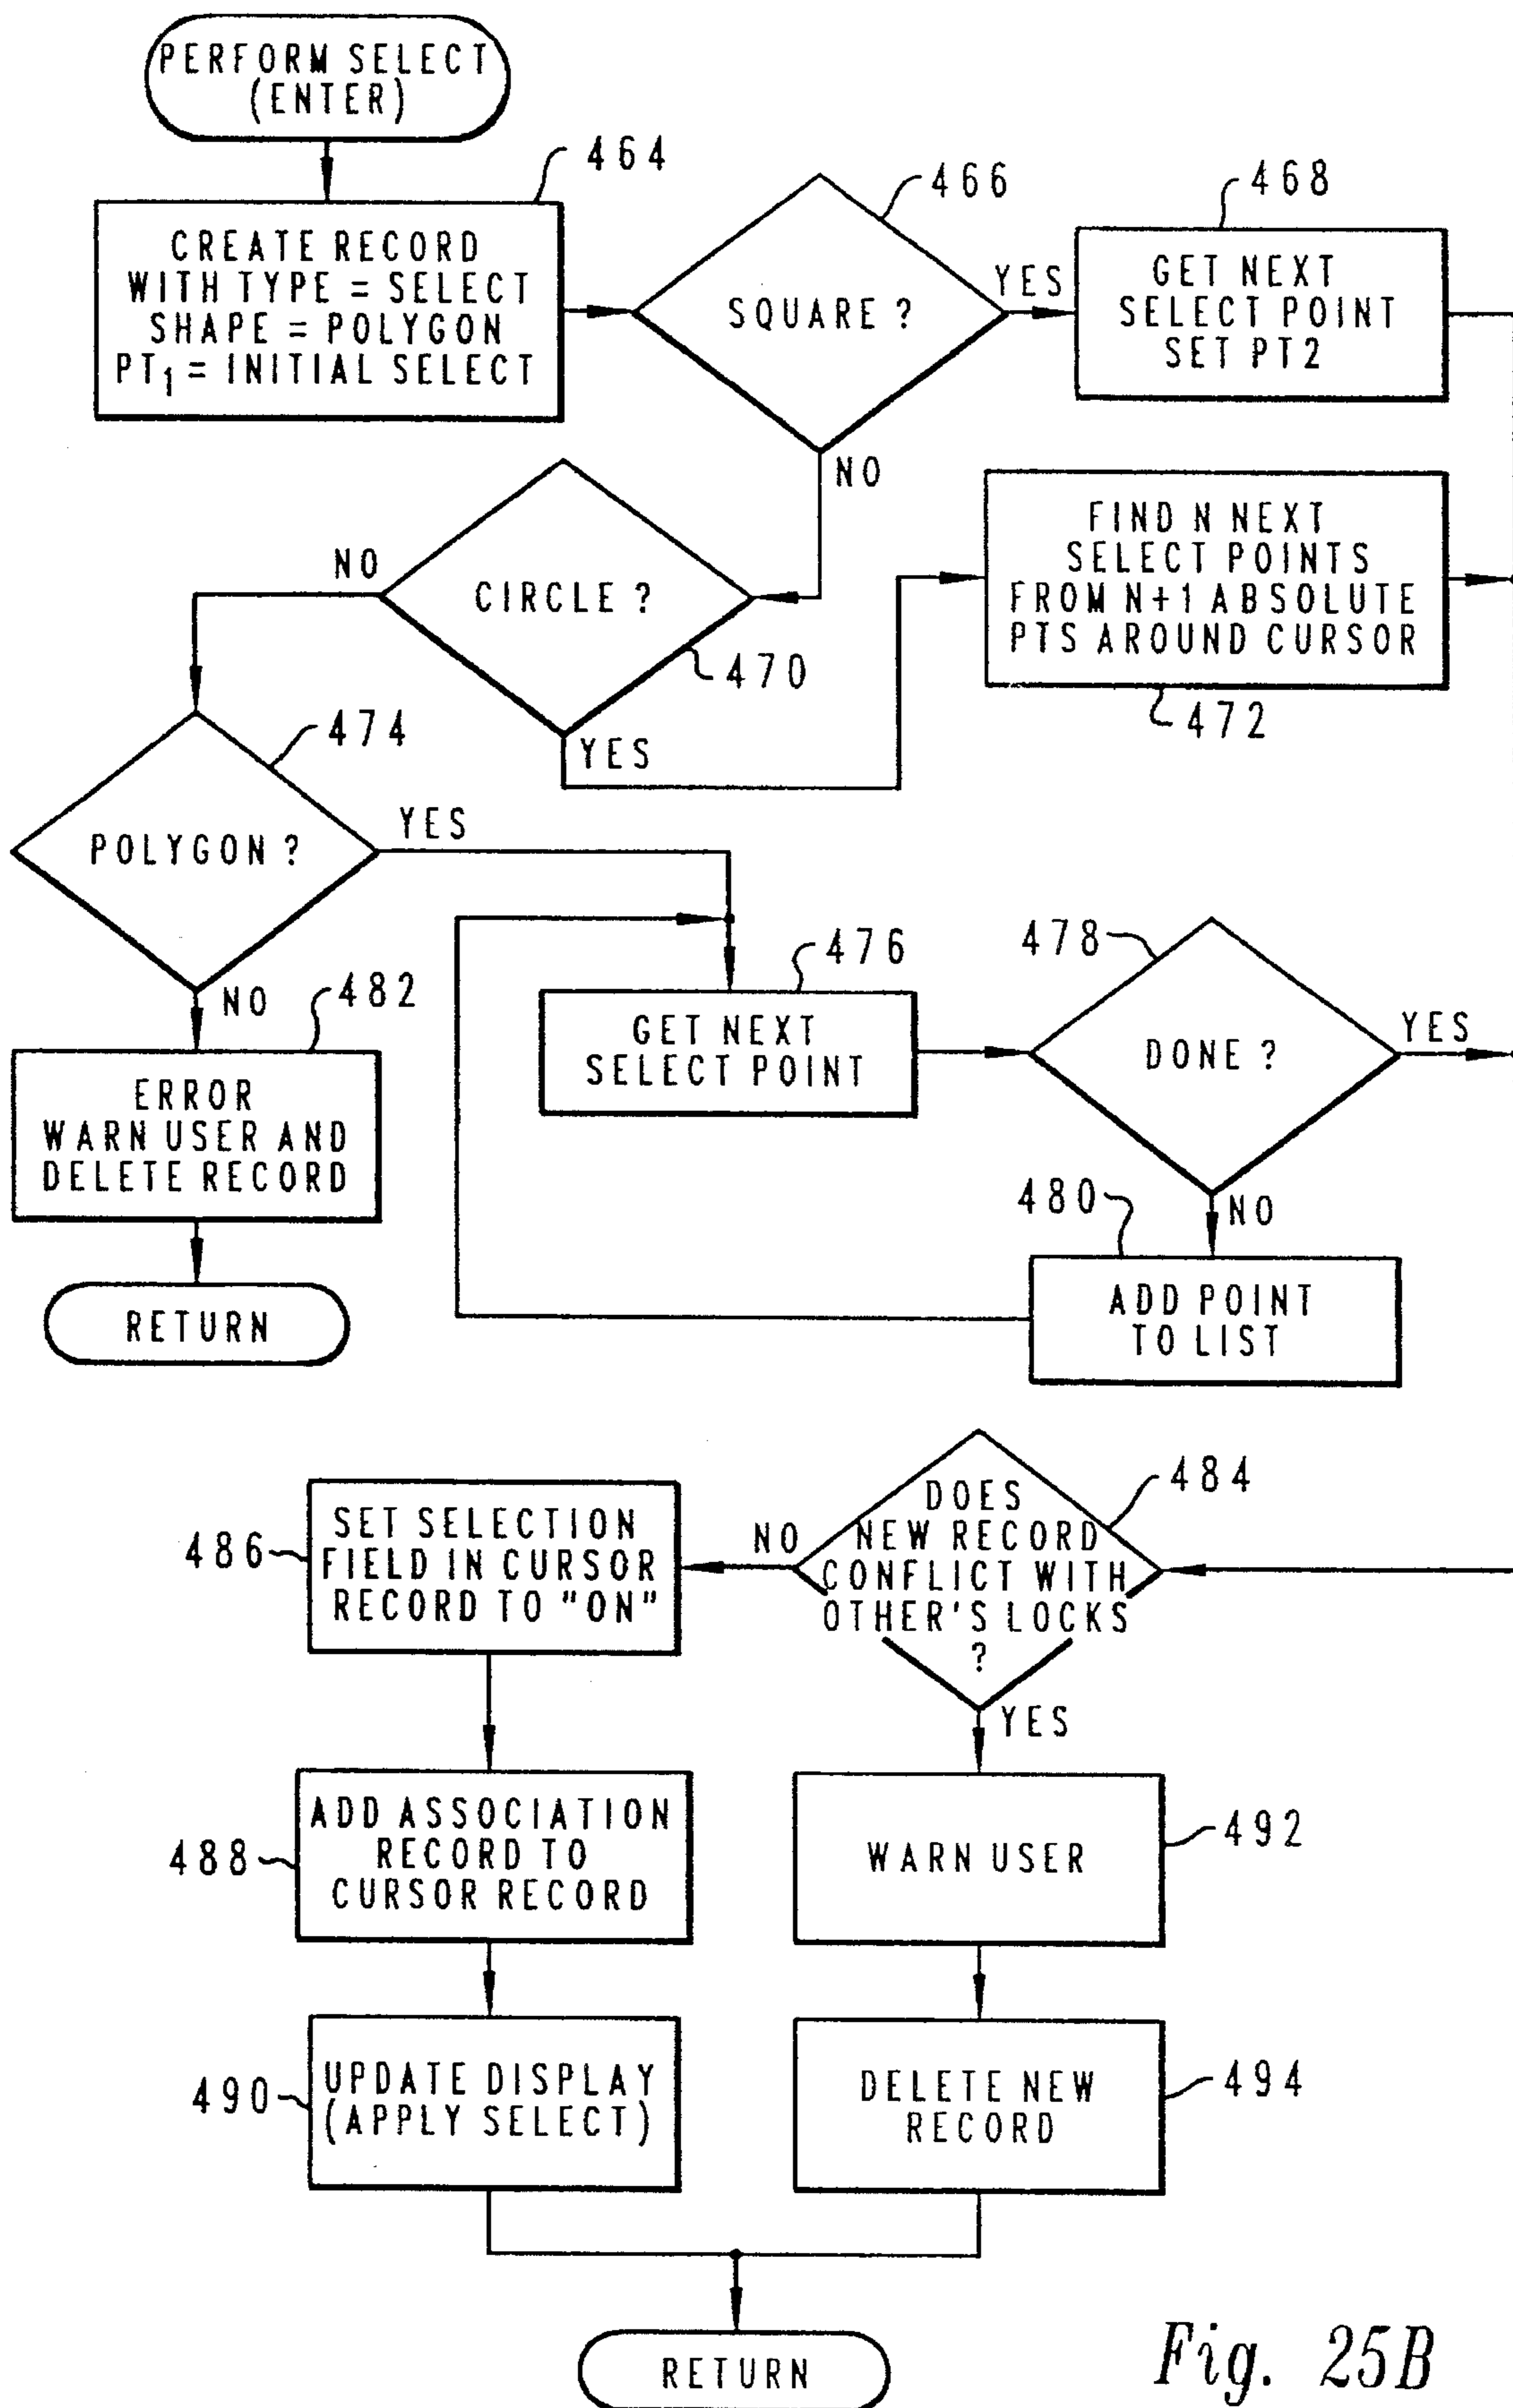 PERFORM SELECT
(ENTER)
464
CREATE RECORD
WITH TYPE = SELECT
SHAPE = POLYGON
PT1 = INITIAL SELECT
466
SQUARE ?
YES
NO
468
GET NEXT
SELECT POINT
SET PT2
CIRCLE ?
NO
470
YES
FIND N NEXT
SELECT POINTS
FROM N+1 ABSOLUTE
PTS AROUND CURSOR
472
474
POLYGON ?
YES
NO
482
ERROR
WARN USER AND
DELETE RECORD
RETURN
476
GET NEXT
SELECT POINT
478
DONE ?
YES
NO
480
ADD POINT
TO LIST
484
DOES
NEW RECORD
CONFLICT WITH
OTHER'S LOCKS
?
NO
YES
486
SET SELECTION
FIELD IN CURSOR
RECORD TO "ON"
488
ADD ASSOCIATION
RECORD TO
CURSOR RECORD
490
UPDATE DISPLAY
(APPLY SELECT)
492
WARN USER
494
DELETE NEW
RECORD
RETURN
Fig. 25B